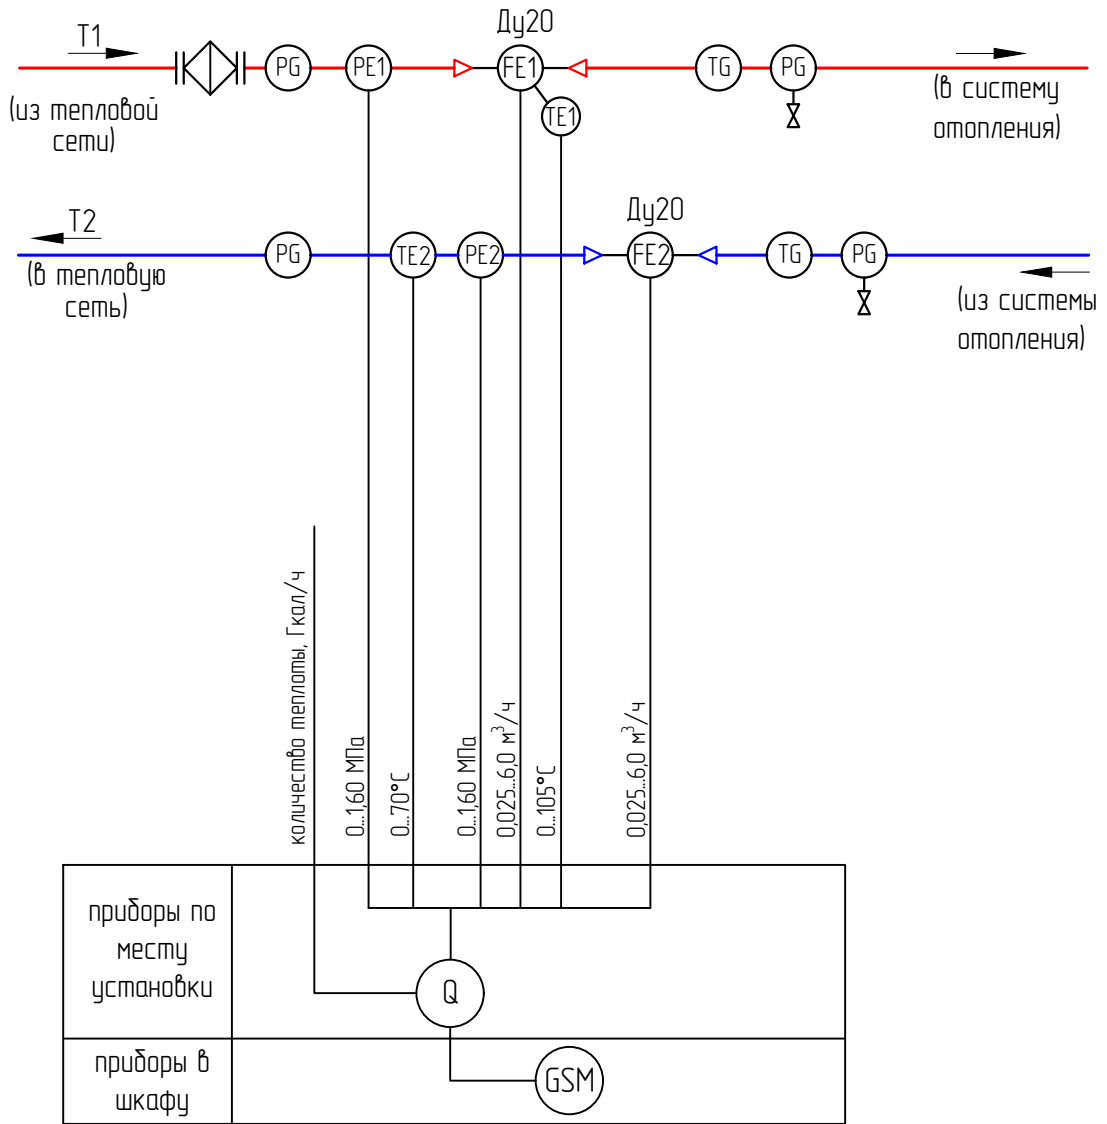 Ду20
Т1
PG
PE1
FE1
TG
PG
TE1
(из тепловой
сети)
(в систему
отопления)
Т2
Ду20
PG
TE2
PE2
FE2
TG
PG
(в тепловую
сеть)
(из системы
отопления)
количество теплоты, Гкал/ч
0...1,60 МПа
0...70°С
0...1,60 МПа
0,025...6,0 м³/ч
0...105°С
0,025...6,0 м³/ч
приборы по
месту
установки
Q
приборы в
шкафу
GSM